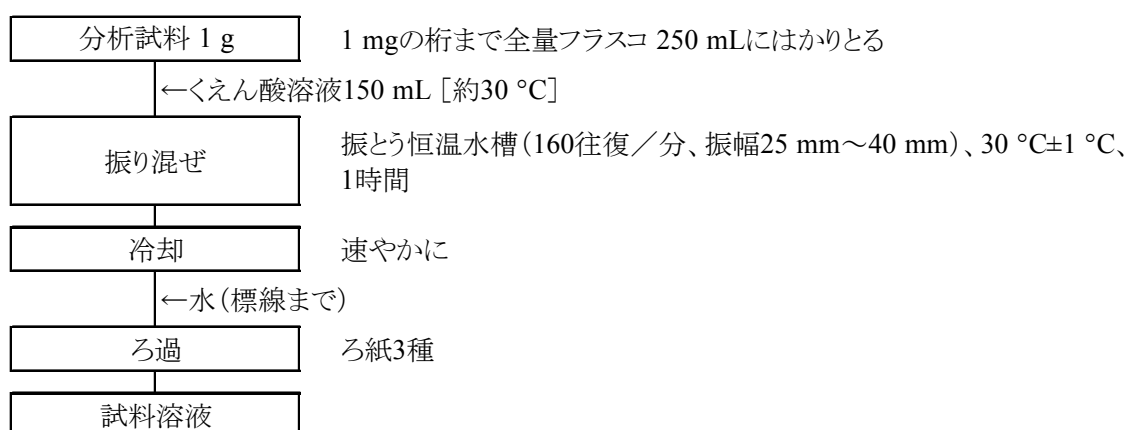 分析試料 1 g
1 mgの桁まで全量フラスコ 250 mLにはかりとる
←くえん酸溶液150 mL [約30 °C]
振り混ぜ
振とう恒温水槽(160往復/分、振幅25 mm~40 mm)、30 °C±1 °C、
1時間
冷却
速やかに
←水(標線まで)
ろ過
ろ紙3種
試料溶液